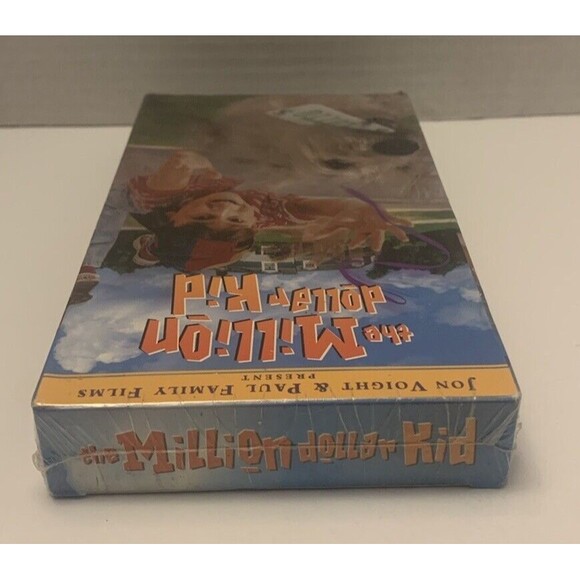 JON VOIGHT & PAUL FAMILY FILMS
PRESENT
the Million
dollar Kid
the Million dollar Kid